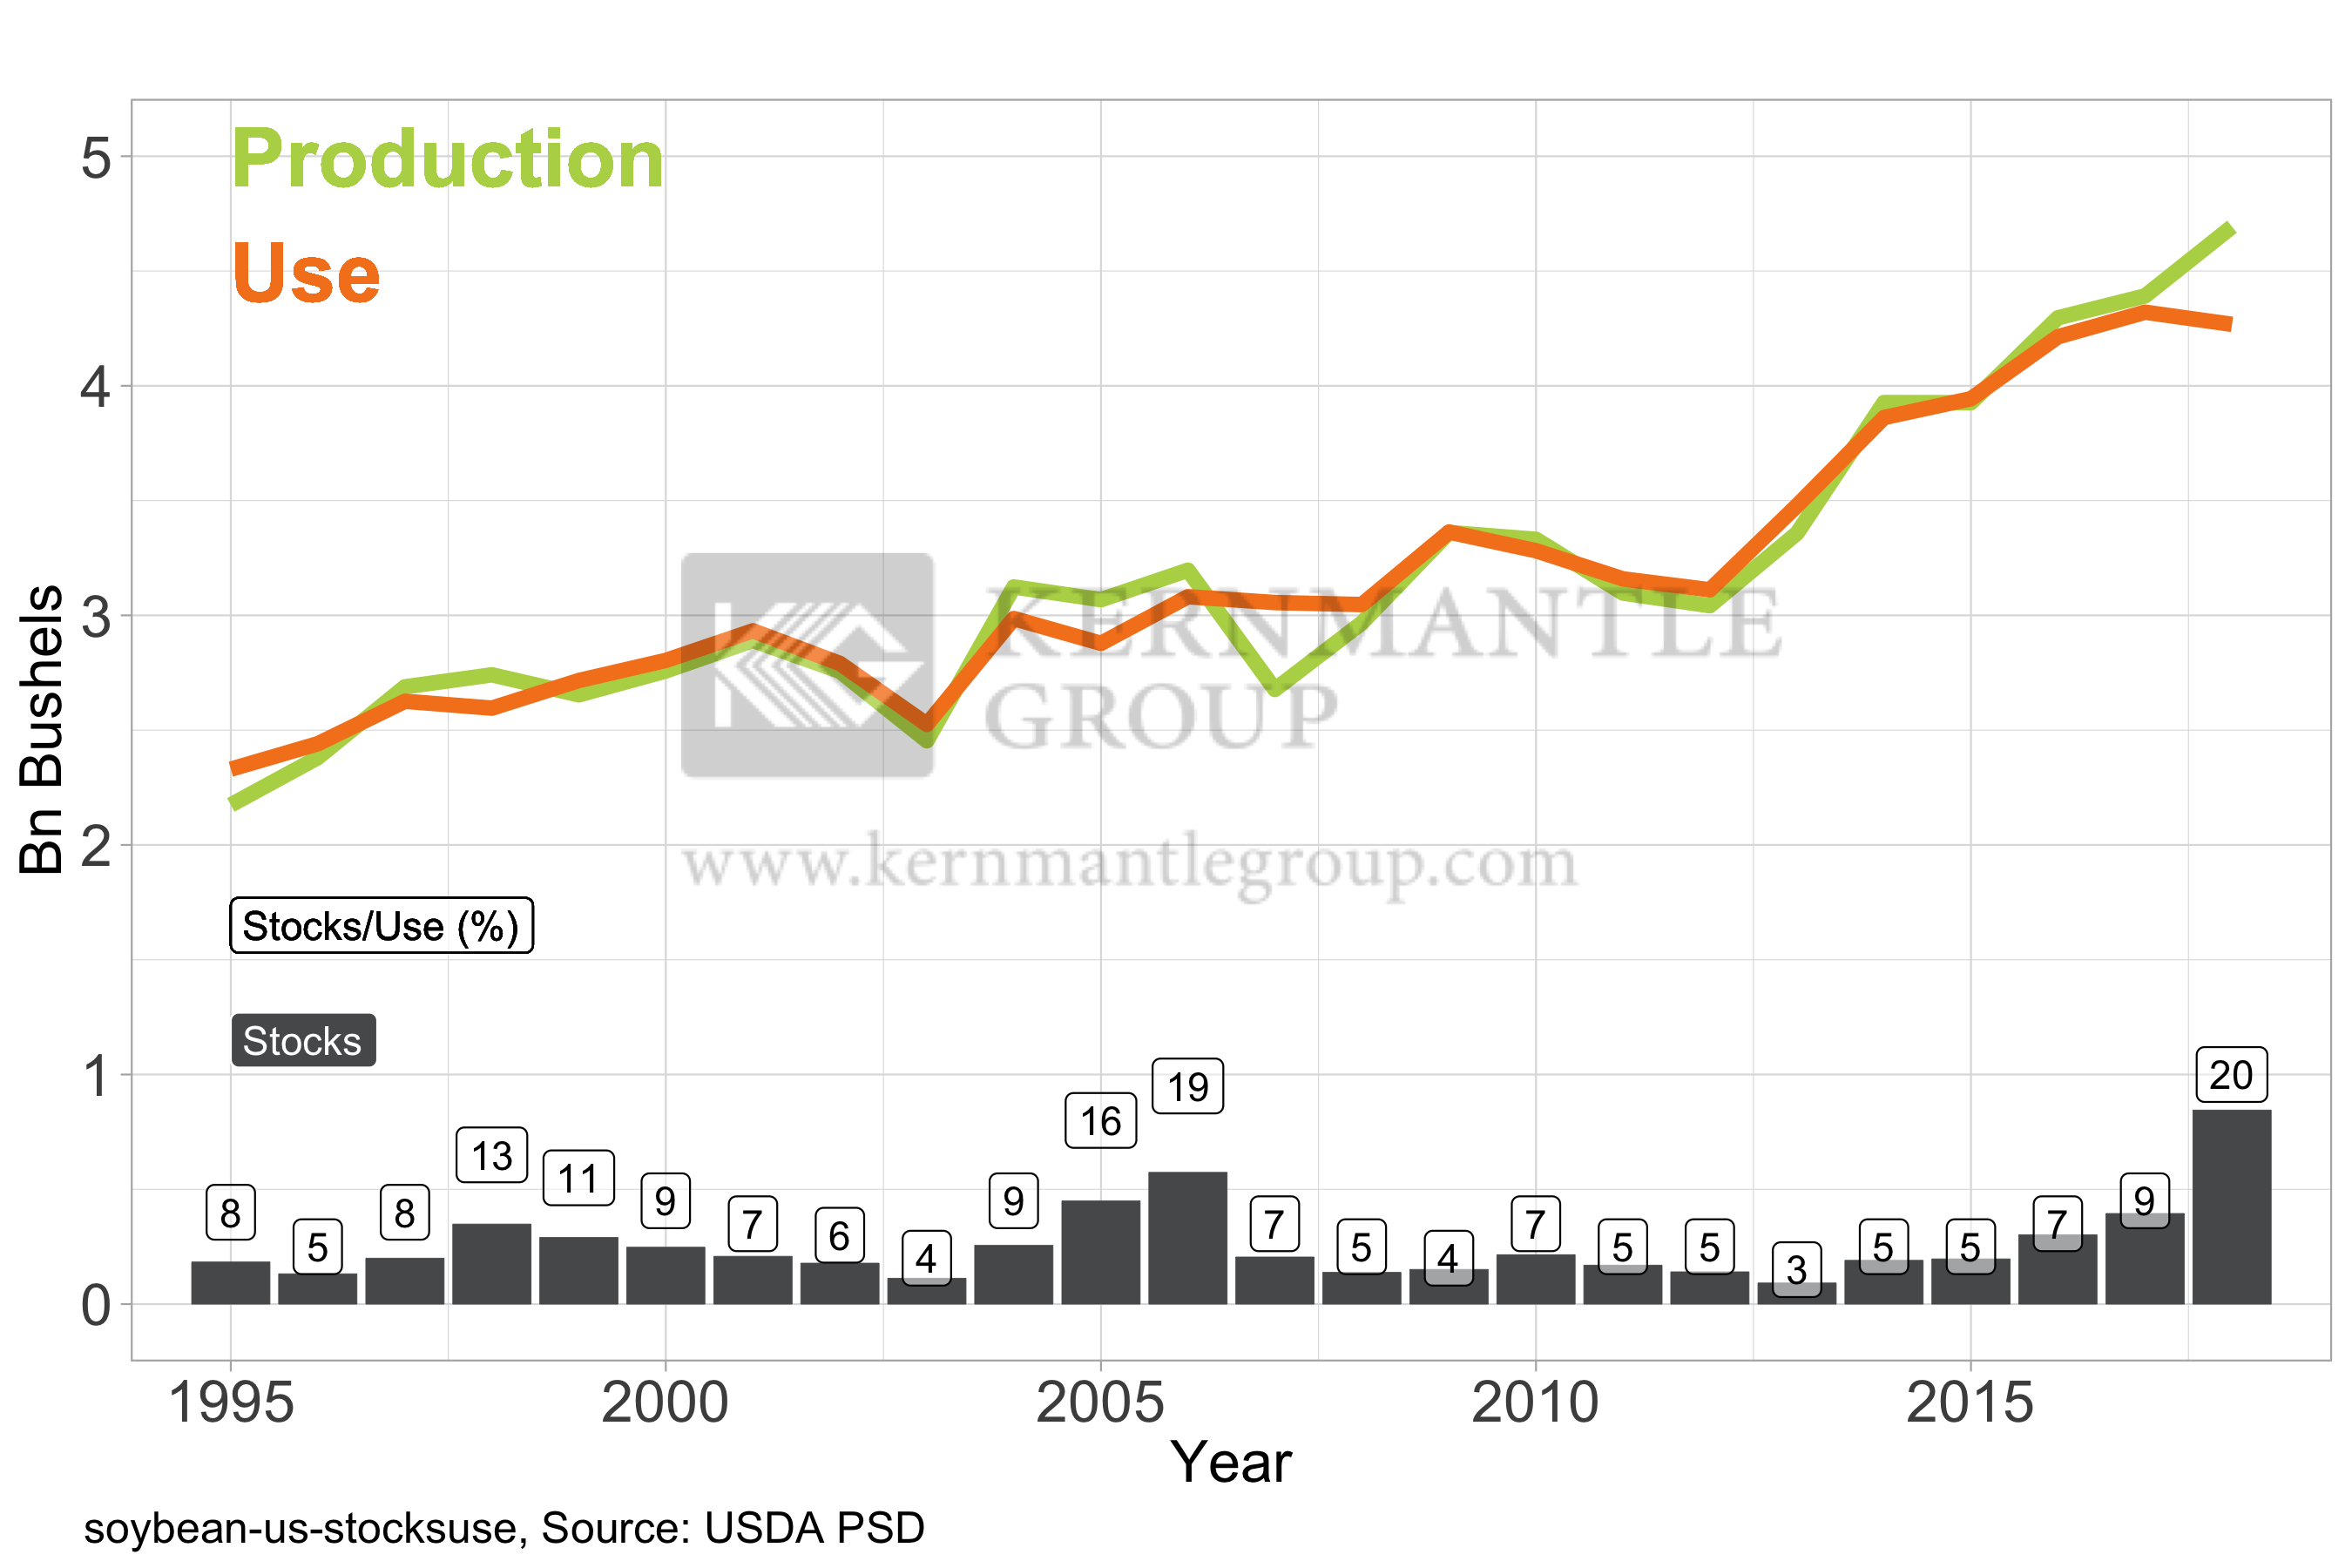 Production
Use
5
4
3
2
1
0
Bn Bushels
KERNMANTLE
GROUP
www.kernmantlegroup.com
Stocks/Use (%)
Stocks
8 5 8 13 11 9 7 6 4 9 16 19 7 5 4 7 5 5 3 5 5 7 9 20
1995 2000 2005 2010 2015
Year
soybean-us-stocksuse, Source: USDA PSD